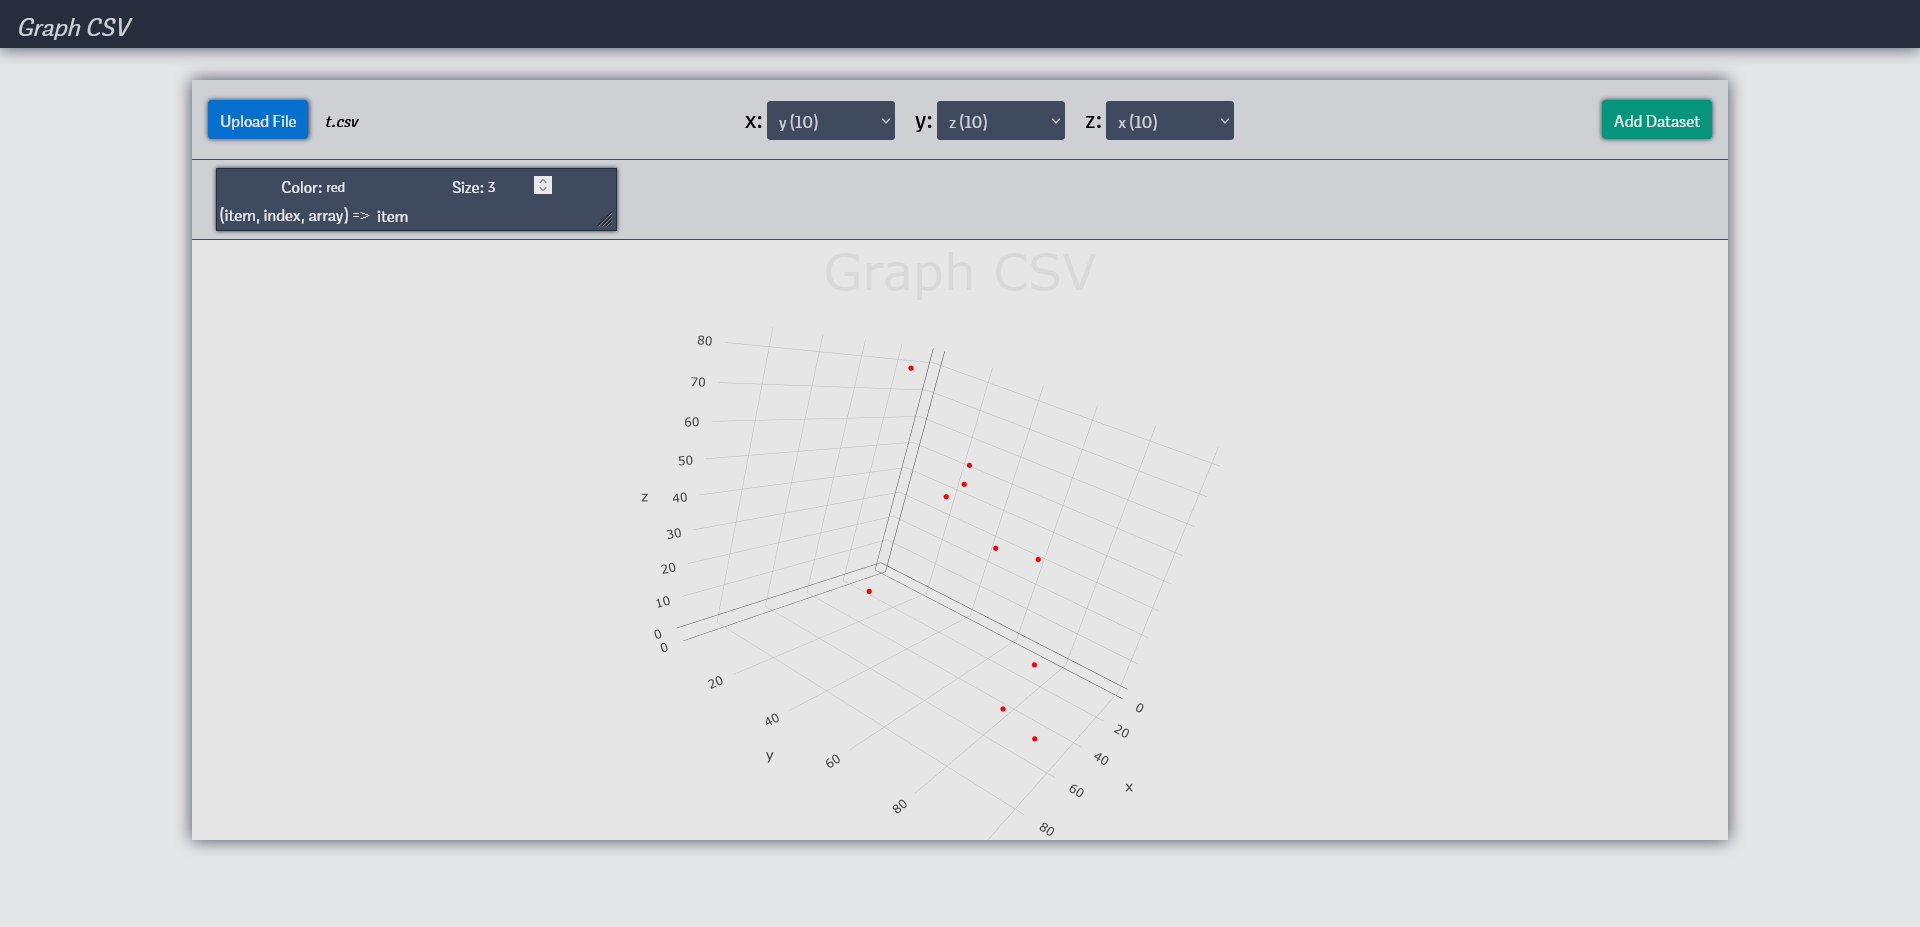 Graph CSV
Upload File t.csv x: y (10) y: z (10) z: x (10) Add Dataset
Color: red Size: 3
(item, index, array) => item
Graph CSV
80
70
60
50
z 40
30
20
10
0
0
20
40
60
80
y
0
20
40
60
80
x